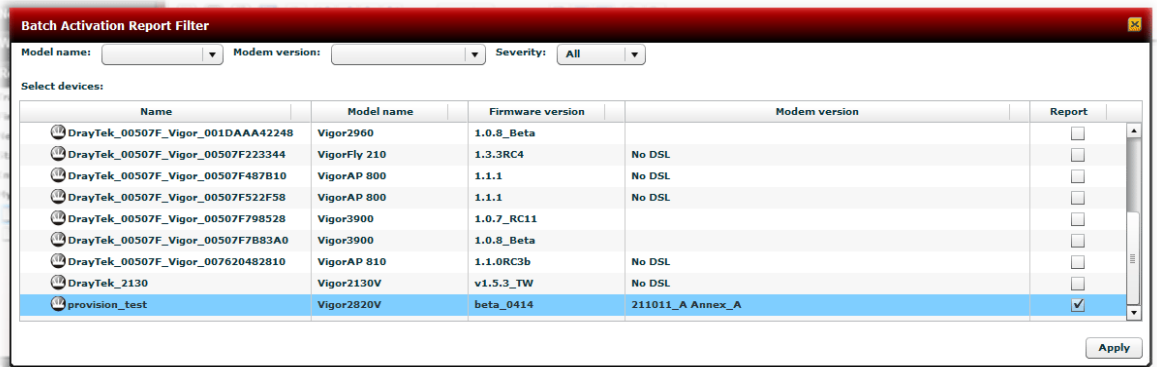 Batch Activation Report Filter
Model name: Modem version: Severity: All
Select devices:
Name Model name Firmware version Modem version Report
DrayTek_00507F_Vigor_001DAAA42248 Vigor2960 1.0.8_Beta
DrayTek_00507F_Vigor_00507F223344 VigorFly 210 1.3.3RC4 No DSL
DrayTek_00507F_Vigor_00507F487B10 VigorAP 800 1.1.1 No DSL
DrayTek_00507F_Vigor_00507F522F58 VigorAP 800 1.1.1 No DSL
DrayTek_00507F_Vigor_00507F798528 Vigor3900 1.0.7_RC11
DrayTek_00507F_Vigor_00507F7B83A0 Vigor3900 1.0.8_Beta
DrayTek_00507F_Vigor_007620482810 VigorAP 810 1.1.0RC3b No DSL
DrayTek_2130 Vigor2130V v1.5.3_TW No DSL
provision_test Vigor2820V beta_0414 211011_A Annex_A
Apply